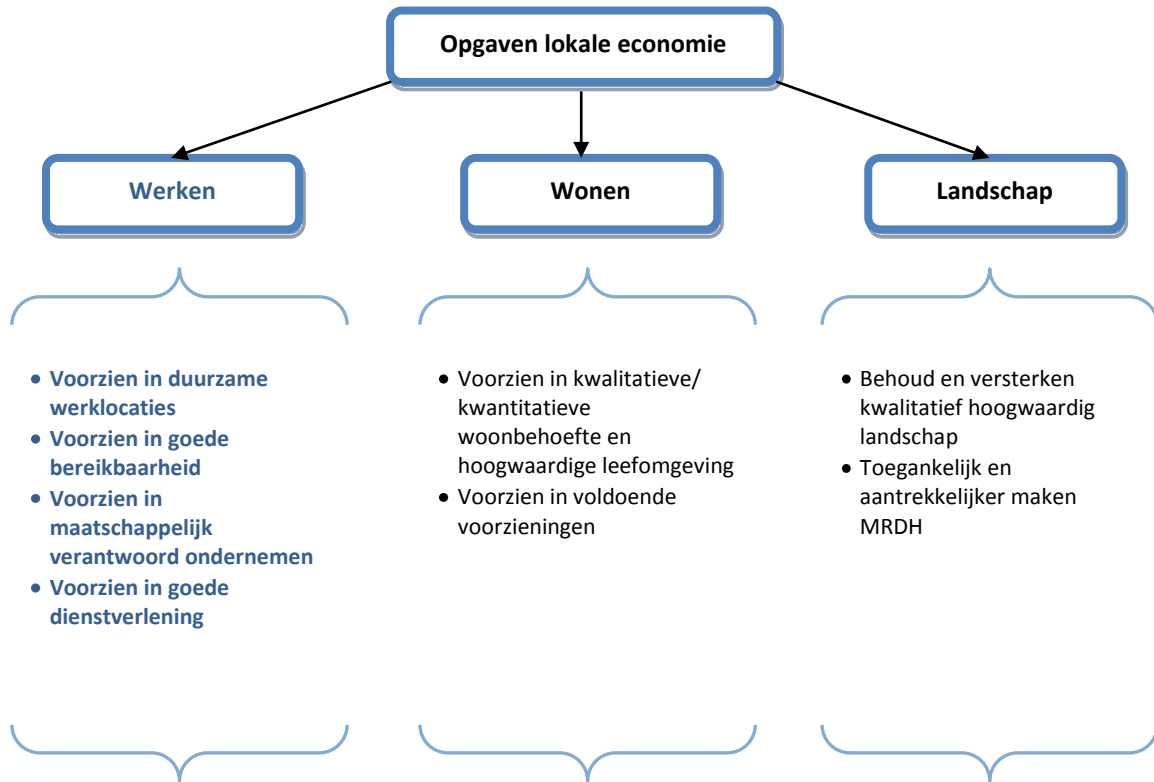 Opgaven lokale economie
Werken
Wonen
Landschap
• Voorzien in duurzame
werklocaties
• Voorzien in goede
bereikbaarheid
• Voorzien in
maatschappelijk
verantwoord ondernemen
• Voorzien in goede
dienstverlening
• Voorzien in kwalitatieve/
kwantitatieve
woonbehoefte en
hoogwaardige leefomgeving
• Voorzien in voldoende
voorzieningen
• Behoud en versterken
kwalitatief hoogwaardig
landschap
• Toegankelijk en
aantrekkelijker maken
MRDH